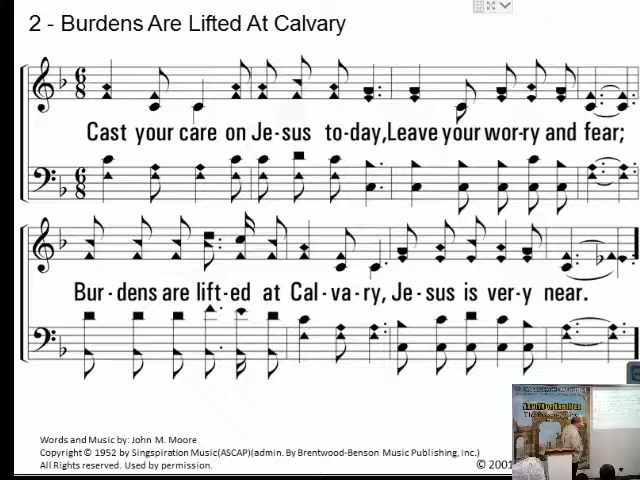 2 - Burdens Are Lifted At Calvary
Cast your care on Je-sus to-day, Leave your wor-ry and fear;
Bur-dens are lift-ed at Cal-va-ry, Je-sus is ver-y near.
Words and Music by: John M. Moore
Copyright © 1952 by Singspiration Music(ASCAP)(admin. By Brentwood-Benson Music Publishing, Inc.)
All Rights reserved. Used by permission.
© 2001